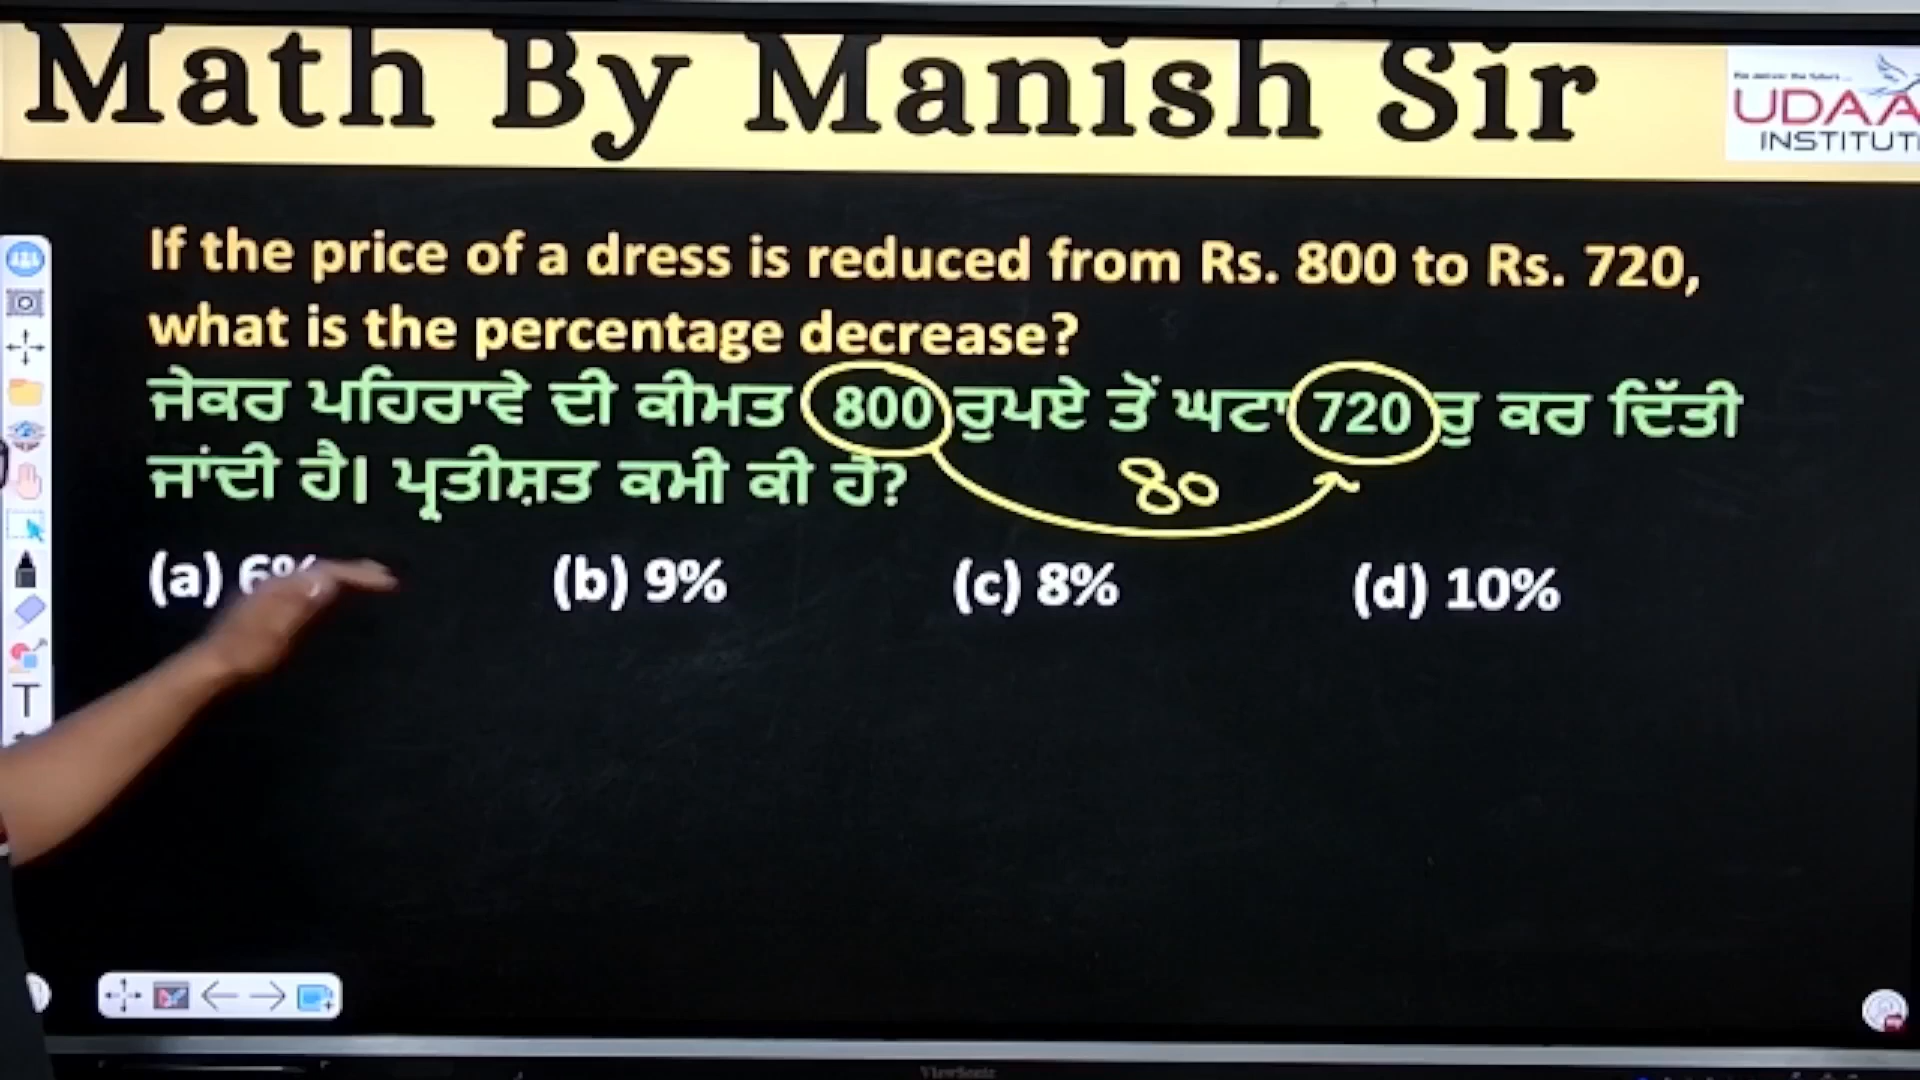 Math By Manish Sir
UDAA
INSTITUT
If the price of a dress is reduced from Rs. 800 to Rs. 720,
what is the percentage decrease?
ਜੇਕਰ ਪਹਿਰਾਵੇ ਦੀ ਕੀਮਤ 800 ਰੁਪਏ ਤੋਂ ਘਟਾ 720 ਰੁ ਕਰ ਦਿੱਤੀ
ਜਾਂਦੀ ਹੈ। ਪ੍ਰਤੀਸ਼ਤ ਕਮੀ ਕੀ ਹੈ?
80
(a) 6% (b) 9% (c) 8% (d) 10%
ViewSonic